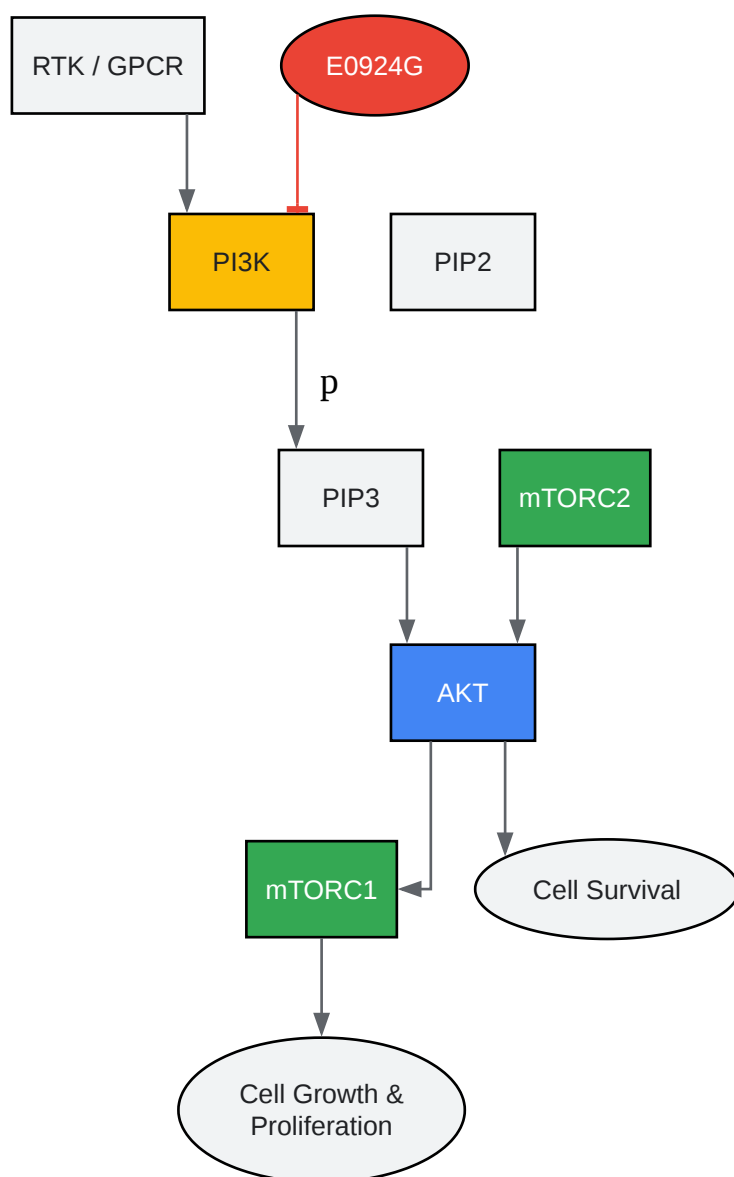 RTK / GPCR
E0924G
PI3K
PIP2
p
PIP3
mTORC2
AKT
mTORC1
Cell Survival
Cell Growth &
Proliferation